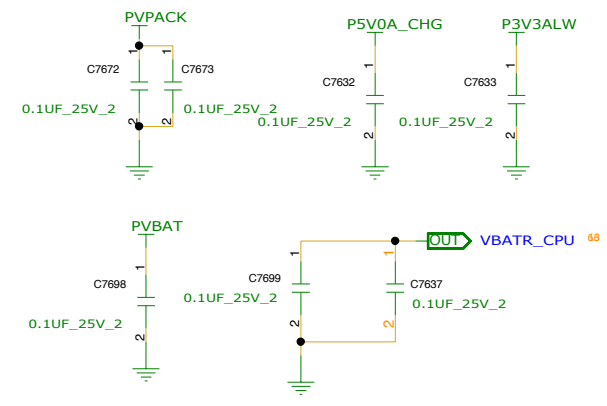 PVPACK
P5V0A_CHG
P3V3ALW
1
1
1
1
C7672
C7673
C7632
C7633
0.1UF_25V_2
0.1UF_25V_2
0.1UF_25V_2
0.1UF_25V_2
2
2
2
2
PVBAT
OUT
VBATR_CPU
1
1
1
C7698
C7699
C7637
0.1UF_25V_2
0.1UF_25V_2
0.1UF_25V_2
2
2
2